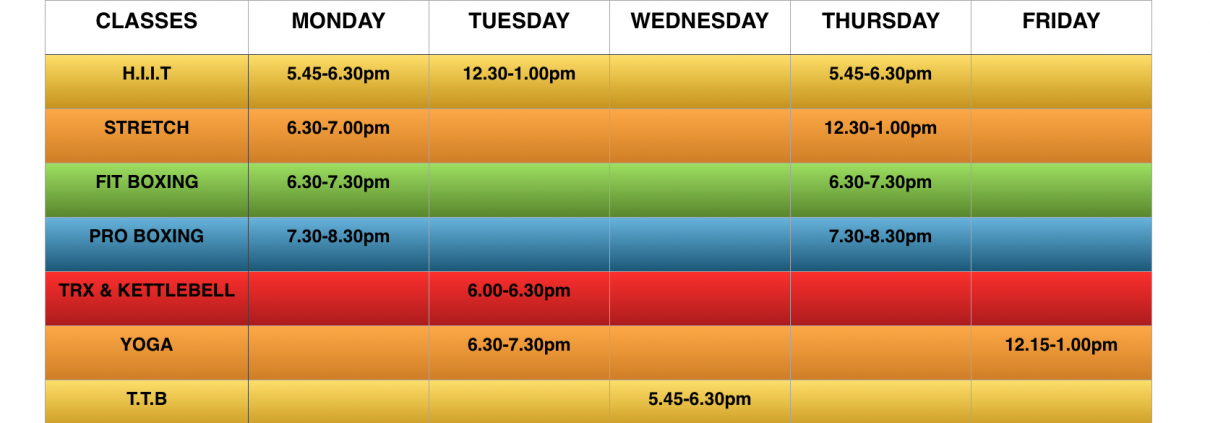 CLASSES MONDAY TUESDAY WEDNESDAY THURSDAY FRIDAY
H.I.I.T 5.45-6.30pm 12.30-1.00pm 5.45-6.30pm
STRETCH 6.30-7.00pm 12.30-1.00pm
FIT BOXING 6.30-7.30pm 6.30-7.30pm
PRO BOXING 7.30-8.30pm 7.30-8.30pm
TRX & KETTLEBELL 6.00-6.30pm
YOGA 6.30-7.30pm 12.15-1.00pm
T.T.B 5.45-6.30pm